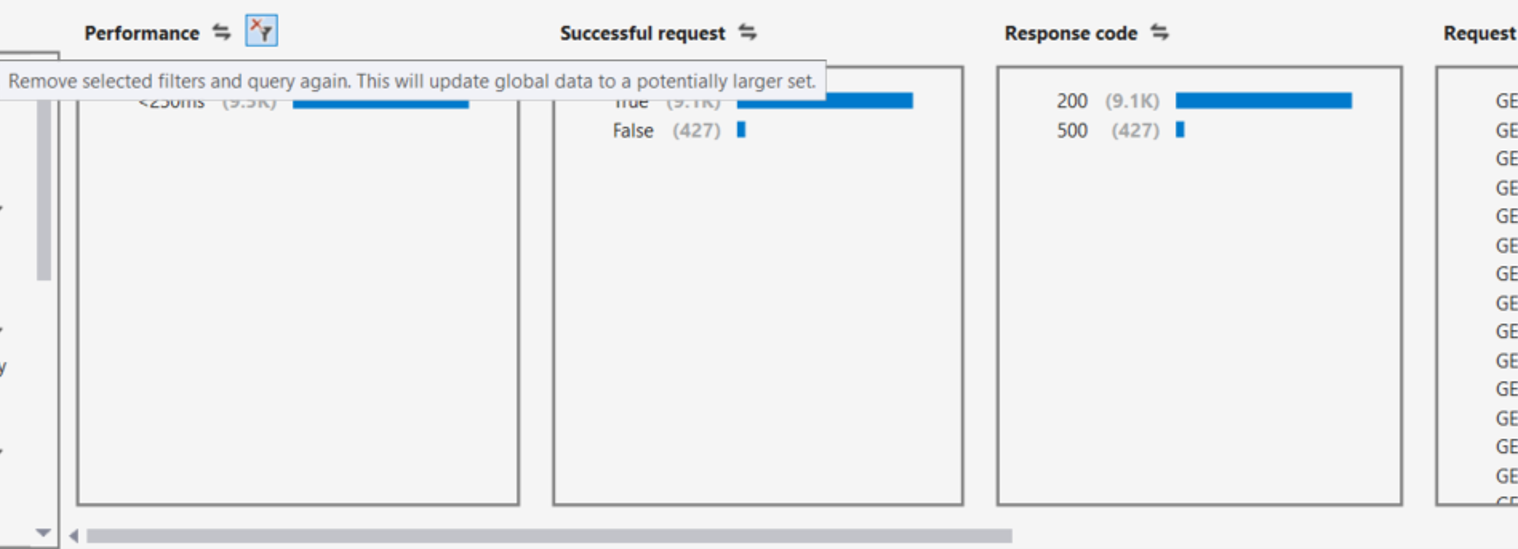 Performance Successful request Response code Request
Remove selected filters and query again. This will update global data to a potentially larger set.
<250ms (9.5K) True (9.1K) 200 (9.1K) GE
False (427) 500 (427) GE
GE
GE
GE
GE
GE
GE
GE
y GE
GE
GE
GE
GE
GE